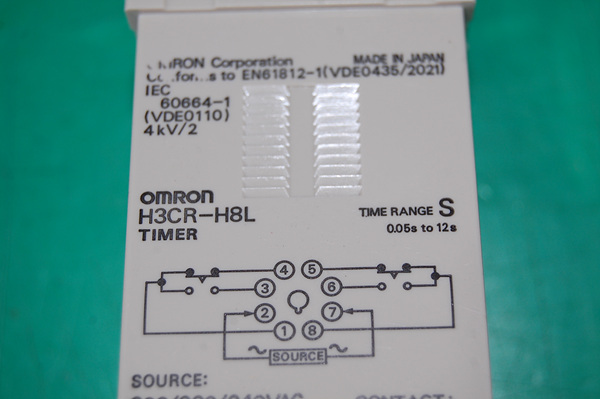 Corporation MADE IN JAPAN
to EN61812-1(VDE0435/2021)
IEC
60664-1
(VDE0110)
4kV/2
OMRON
H3CR-H8L TIME RANGE S
TIMER 0.05s to 12s
4 5
3 6
2 7
1 8
~ SOURCE ~
SOURCE: